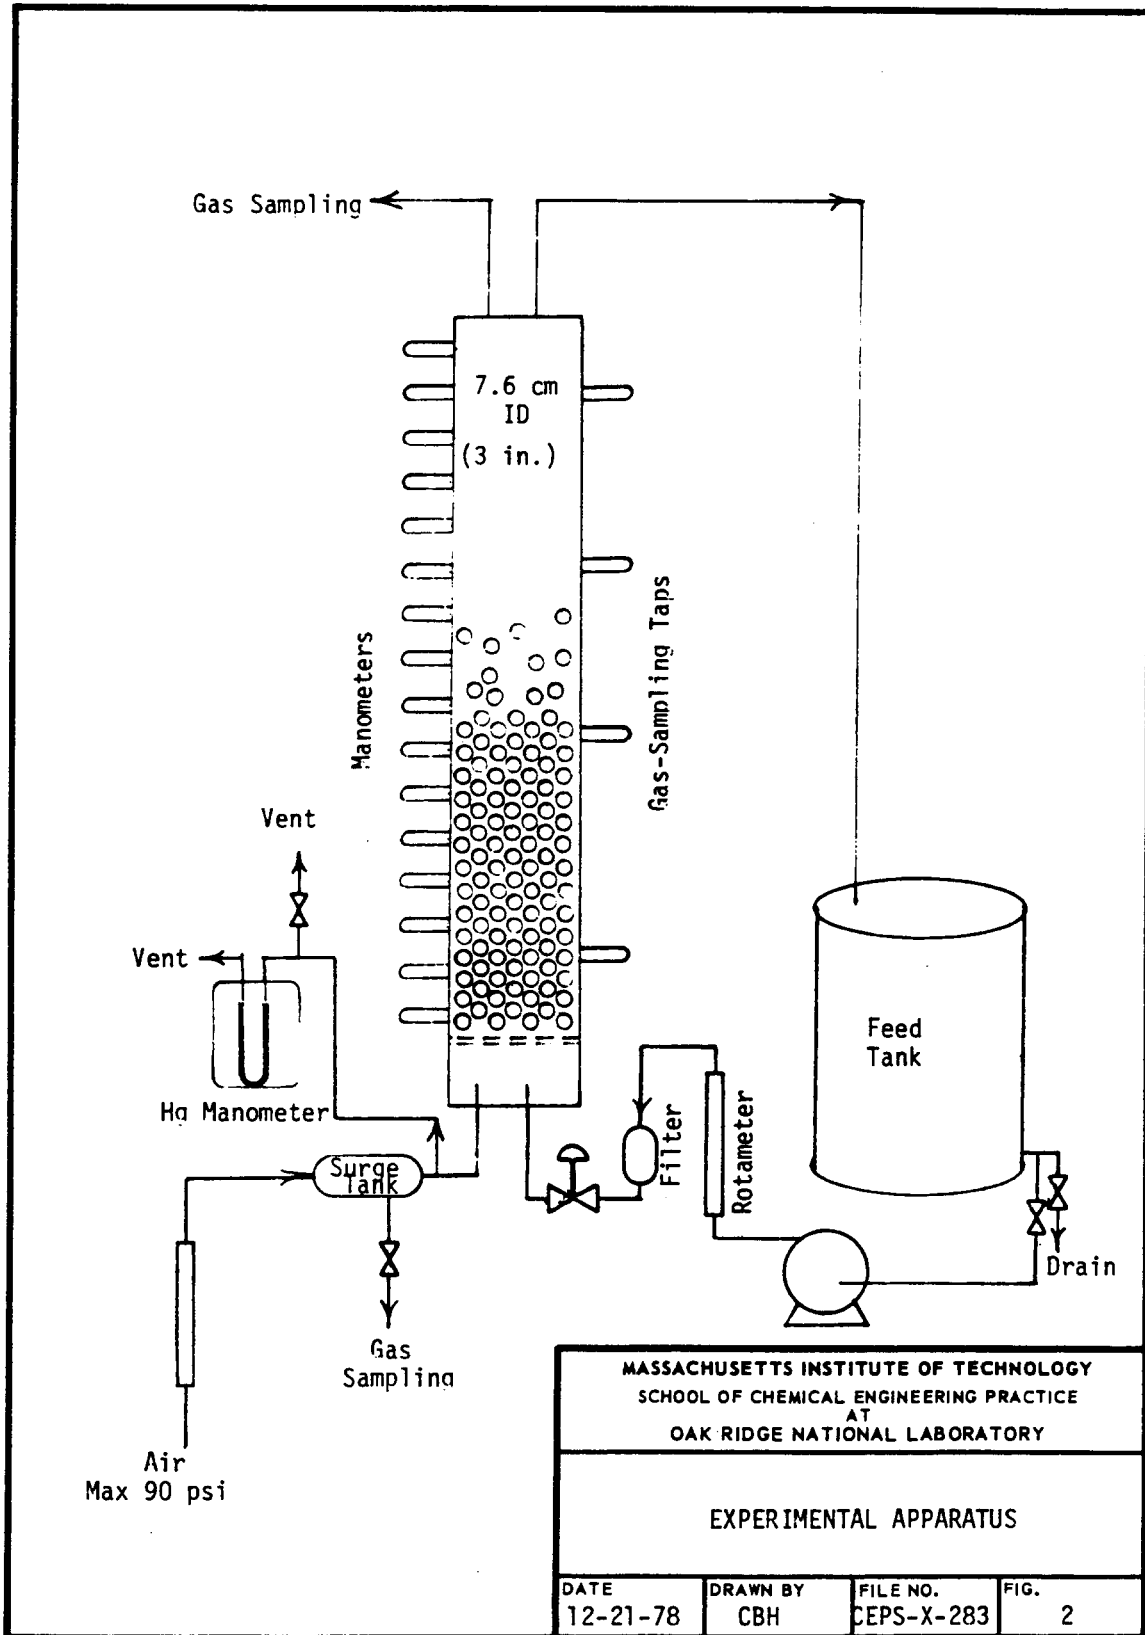 Gas Sampling
7.6 cm
ID
(3 in.)
Manometers
Gas-Sampling Taps
Vent
Vent
Hg Manometer
Surge
Tank
Feed
Tank
Filter
Rotameter
Drain
Gas
Sampling
Air
Max 90 psi
MASSACHUSETTS INSTITUTE OF TECHNOLOGY
SCHOOL OF CHEMICAL ENGINEERING PRACTICE
AT
OAK RIDGE NATIONAL LABORATORY
EXPERIMENTAL APPARATUS
DATE
12-21-78
DRAWN BY
CBH
FILE NO.
CEPS-X-283
FIG.
2